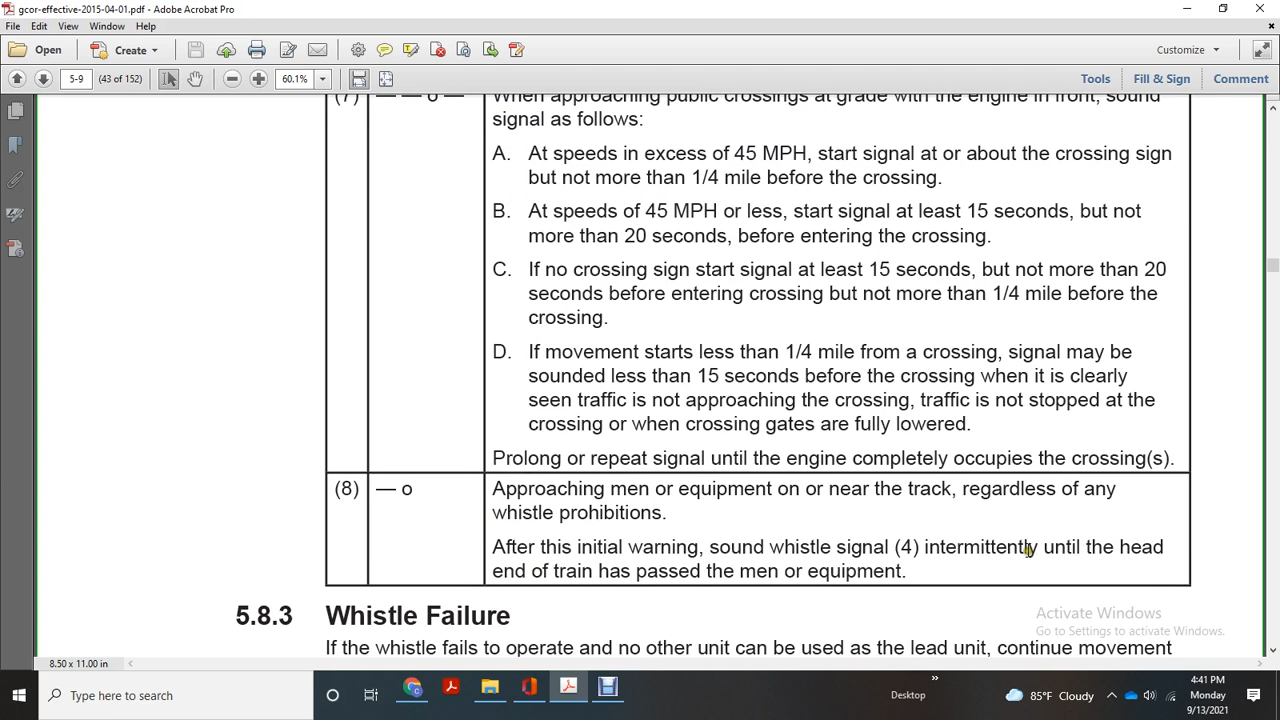 gcor-effective-2015-04-01.pdf - Adobe Acrobat Pro
File Edit View Window Help
Open Create Customize
5-9 (43 of 152) 60.1% Tools Fill & Sign Comment
(7) — — o — When approaching public crossings at grade with the engine in front, sound
signal as follows:
A. At speeds in excess of 45 MPH, start signal at or about the crossing sign
but not more than 1/4 mile before the crossing.
B. At speeds of 45 MPH or less, start signal at least 15 seconds, but not
more than 20 seconds, before entering the crossing.
C. If no crossing sign start signal at least 15 seconds, but not more than 20
seconds before entering crossing but not more than 1/4 mile before the
crossing.
D. If movement starts less than 1/4 mile from a crossing, signal may be
sounded less than 15 seconds before the crossing when it is clearly
seen traffic is not approaching the crossing, traffic is not stopped at the
crossing or when crossing gates are fully lowered.
Prolong or repeat signal until the engine completely occupies the crossing(s).
(8) — o Approaching men or equipment on or near the track, regardless of any
whistle prohibitions.
After this initial warning, sound whistle signal (4) intermittently until the head
end of train has passed the men or equipment.
5.8.3 Whistle Failure
If the whistle fails to operate and no other unit can be used as the lead unit, continue movement
Activate Windows
Go to Settings to activate Windows.
8.50 x 11.00 in
Type here to search
Desktop
85°F Cloudy
4:41 PM
Monday
9/13/2021